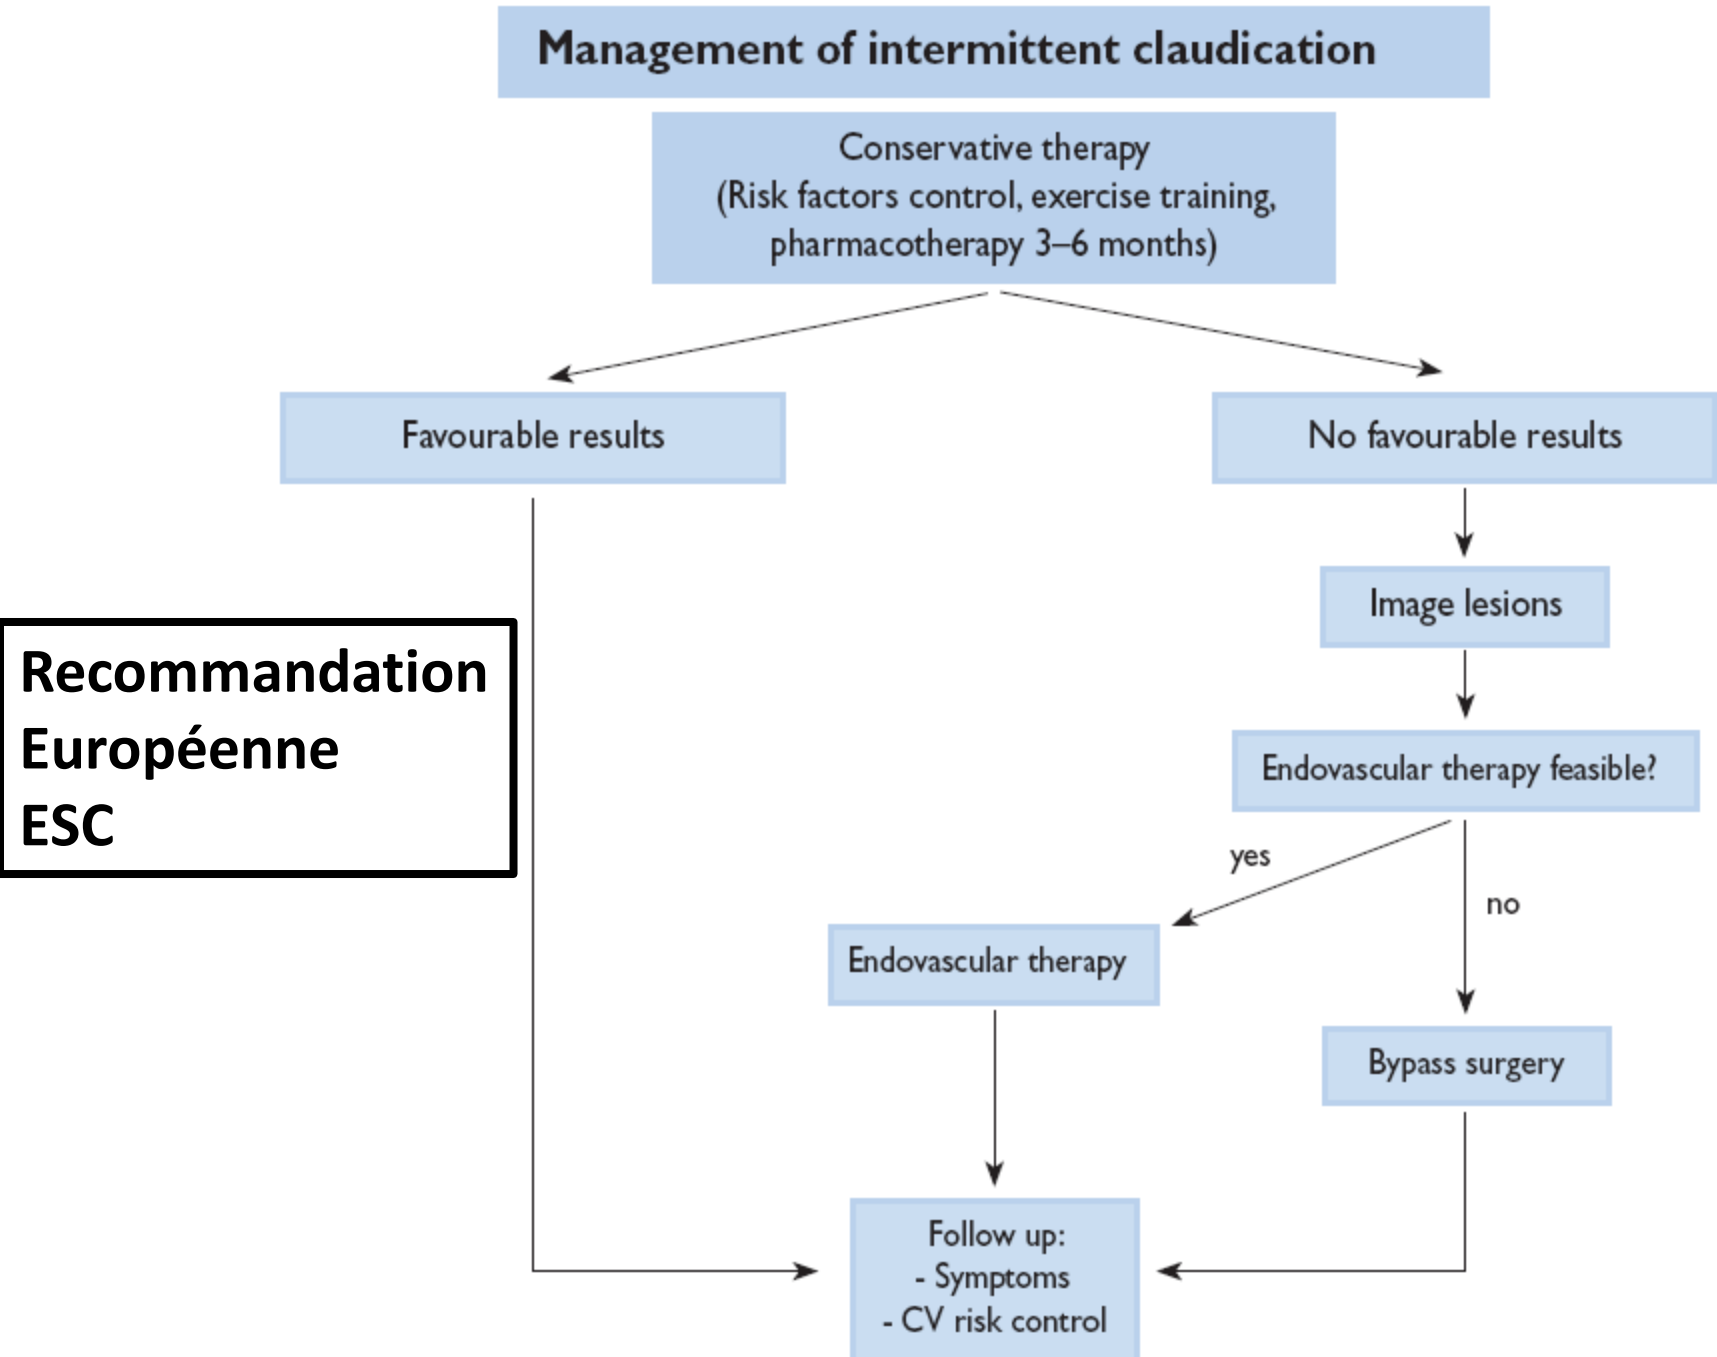 Management of intermittent claudication
Conservative therapy
(Risk factors control, exercise training,
pharmacotherapy 3–6 months)
Favourable results
No favourable results
Image lesions
Recommandation
Européenne
ESC
Endovascular therapy feasible?
yes
no
Endovascular therapy
Bypass surgery
Follow up:
- Symptoms
- CV risk control